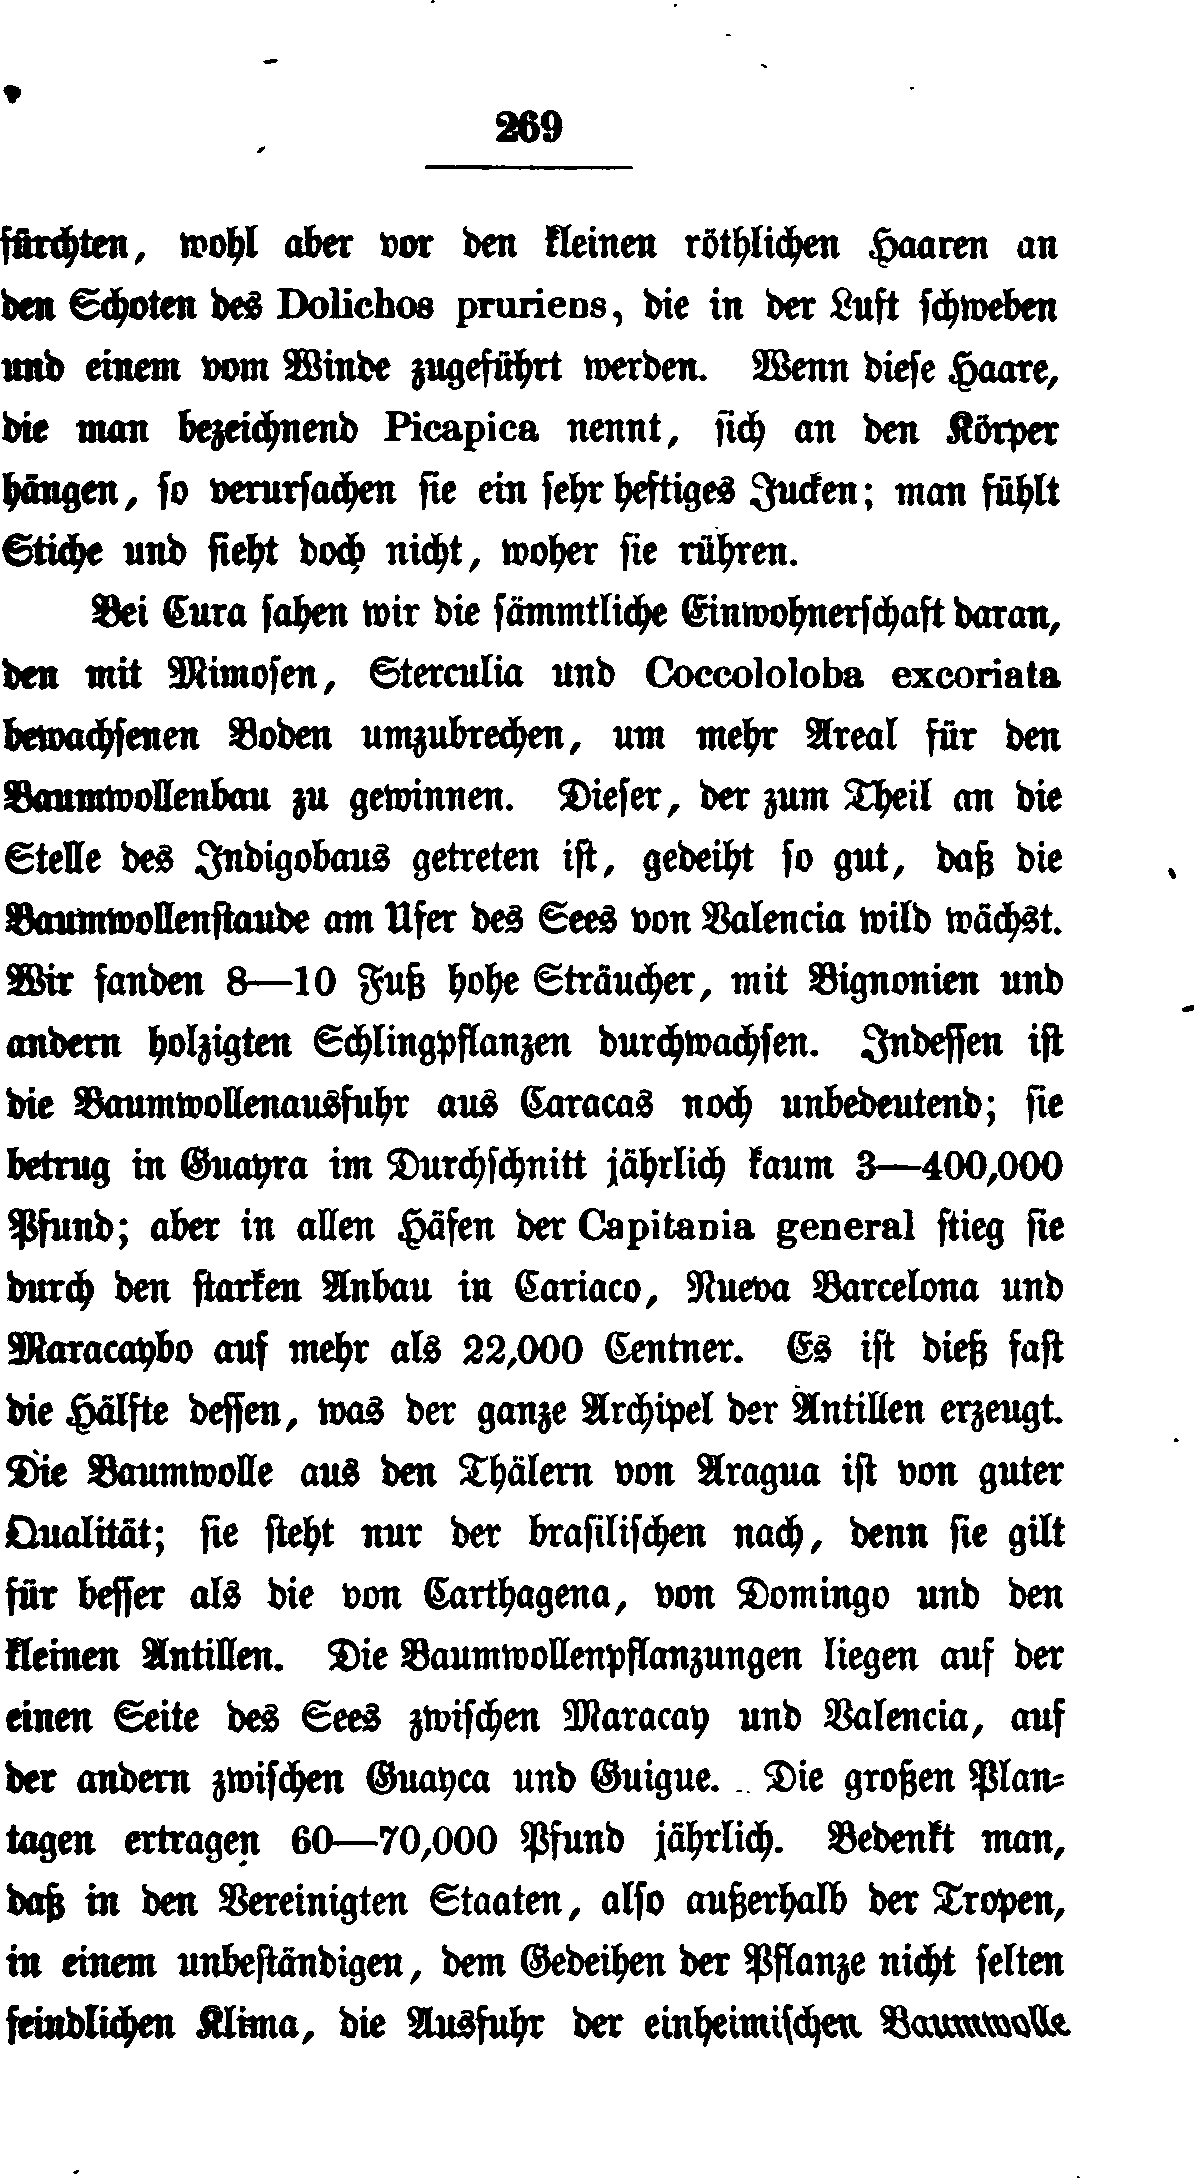 269
fürchten, wohl aber vor den kleinen röthlichen Haaren an
den Schoten des Dolichos pruriens, die in der Luft schweben
und einem vom Winde zugeführt werden. Wenn diese Haare,
die man bezeichnend Picapica nennt, sich an den Körper
hängen, so verursachen sie ein sehr heftiges Jucken; man fühlt
Stiche und sieht doch nicht, woher sie rühren.
Bei Cura sahen wir die sämmtliche Einwohnerschaft daran,
den mit Mimosen, Sterculia und Coccololoba excoriata
bewachsenen Boden umzubrechen, um mehr Areal für den
Baumwollenbau zu gewinnen. Dieser, der zum Theil an die
Stelle des Indigobaus getreten ist, gedeiht so gut, daß die
Baumwollenstaude am Ufer des Sees von Valencia wild wächst.
Wir fanden 8—10 Fuß hohe Sträucher, mit Bignonien und
andern holzigten Schlingpflanzen durchwachsen. Indessen ist
die Baumwollenausfuhr aus Caracas noch unbedeutend; sie
betrug in Guayra im Durchschnitt jährlich kaum 3—400,000
Pfund; aber in allen Häfen der Capitania general stieg sie
durch den starken Anbau in Cariaco, Nueva Barcelona und
Maracaybo auf mehr als 22,000 Centner. Es ist dieß fast
die Hälfte dessen, was der ganze Archipel der Antillen erzeugt.
Die Baumwolle aus den Thälern von Aragua ist von guter
Qualität; sie steht nur der brasilischen nach, denn sie gilt
für besser als die von Carthagena, von Domingo und den
kleinen Antillen. Die Baumwollenpflanzungen liegen auf der
einen Seite des Sees zwischen Maracay und Valencia, auf
der andern zwischen Guayca und Guigue. Die großen Plan-
tagen ertragen 60—70,000 Pfund jährlich. Bedenkt man,
daß in den Vereinigten Staaten, also außerhalb der Tropen,
in einem unbeständigen, dem Gedeihen der Pflanze nicht selten
feindlichen Klima, die Ausfuhr der einheimischen Baumwolle